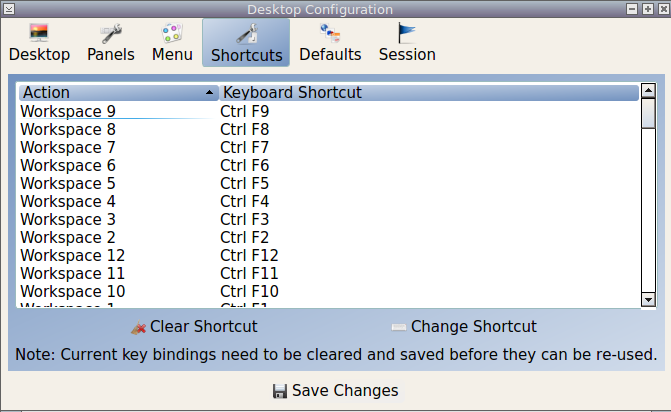 Desktop Configuration
Desktop Panels Menu Shortcuts Defaults Session
Action Keyboard Shortcut
Workspace 9 Ctrl F9
Workspace 8 Ctrl F8
Workspace 7 Ctrl F7
Workspace 6 Ctrl F6
Workspace 5 Ctrl F5
Workspace 4 Ctrl F4
Workspace 3 Ctrl F3
Workspace 2 Ctrl F2
Workspace 12 Ctrl F12
Workspace 11 Ctrl F11
Workspace 10 Ctrl F10
Workspace 1 Ctrl F1
Clear Shortcut Change Shortcut
Note: Current key bindings need to be cleared and saved before they can be re-used.
Save Changes